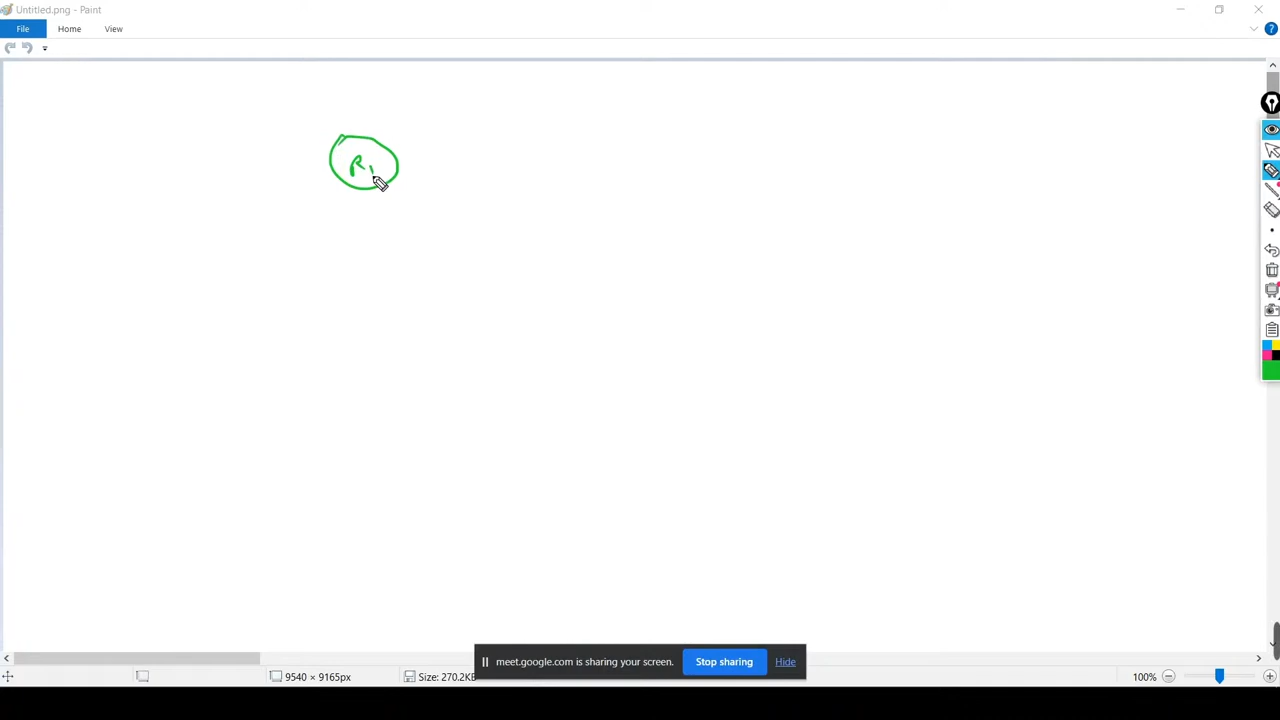 Untitled.png - Paint
File Home View
R1
meet.google.com is sharing your screen. Stop sharing Hide
9540 × 9165px Size: 270.2KB 100%